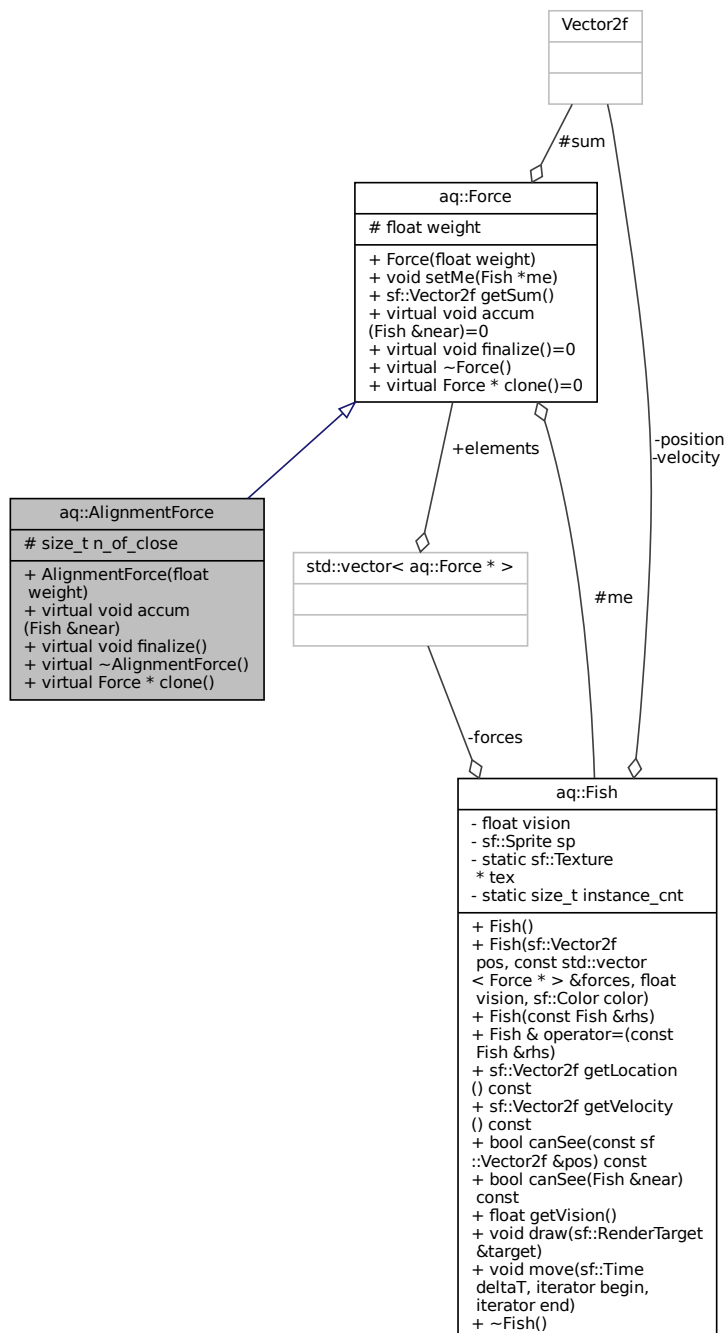 Vector2f
#sum
aq::Force
# float weight
+ Force(float weight)
+ void setMe(Fish *me)
+ sf::Vector2f getSum()
+ virtual void accum
(Fish &near)=0
+ virtual void finalize()=0
+ virtual ~Force()
+ virtual Force * clone()=0
-position
-velocity
+elements
aq::AlignmentForce
# size_t n_of_close
+ AlignmentForce(float
weight)
+ virtual void accum
(Fish &near)
+ virtual void finalize()
+ virtual ~AlignmentForce()
+ virtual Force * clone()
std::vector< aq::Force * >
#me
-forces
aq::Fish
- float vision
- sf::Sprite sp
- static sf::Texture
* tex
- static size_t instance_cnt
+ Fish()
+ Fish(sf::Vector2f
pos, const std::vector
< Force * > &forces, float
vision, sf::Color color)
+ Fish(const Fish &rhs)
+ Fish & operator=(const
Fish &rhs)
+ sf::Vector2f getLocation
() const
+ sf::Vector2f getVelocity
() const
+ bool canSee(const sf
::Vector2f &pos) const
+ bool canSee(Fish &near)
const
+ float getVision()
+ void draw(sf::RenderTarget
&target)
+ void move(sf::Time
deltaT, iterator begin,
iterator end)
+ ~Fish()